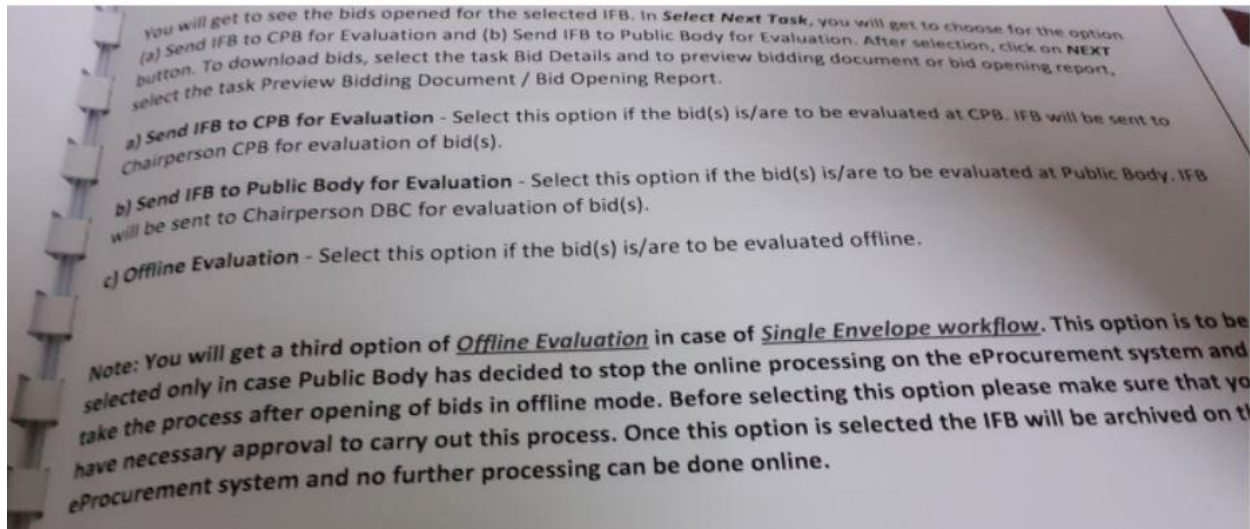 You will get to see the bids opened for the selected IFB. In Select Next Task, you will get to choose for the option
(a) Send IFB to CPB for Evaluation and (b) Send IFB to Public Body for Evaluation. After selection, click on NEXT
button. To download bids, select the task Bid Details and to preview bidding document or bid opening report,
select the task Preview Bidding Document / Bid Opening Report.
a) Send IFB to CPB for Evaluation - Select this option if the bid(s) is/are to be evaluated at CPB. IFB will be sent to
Chairperson CPB for evaluation of bid(s).
b) Send IFB to Public Body for Evaluation - Select this option if the bid(s) is/are to be evaluated at Public Body. IFB
will be sent to Chairperson DBC for evaluation of bid(s).
c) Offline Evaluation - Select this option if the bid(s) is/are to be evaluated offline.
Note: You will get a third option of Offline Evaluation in case of Single Envelope workflow. This option is to be
selected only in case Public Body has decided to stop the online processing on the eProcurement system and
take the process after opening of bids in offline mode. Before selecting this option please make sure that
have necessary approval to carry out this process. Once this option is selected the IFB will be archived on
eProcurement system and no further processing can be done online.